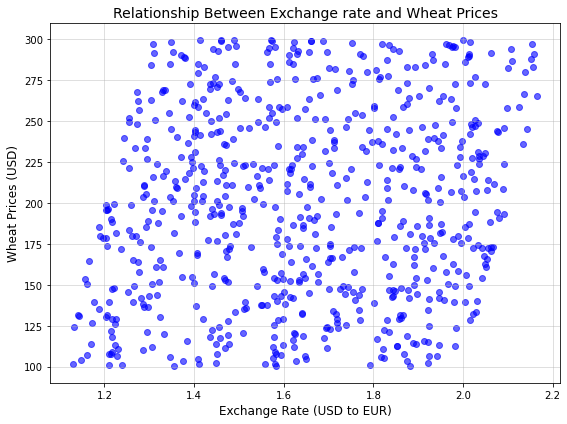 Relationship Between Exchange rate and Wheat Prices
Wheat Prices (USD)
300
275
250
225
200
175
150
125
100
1.2 1.4 1.6 1.8 2.0 2.2
Exchange Rate (USD to EUR)